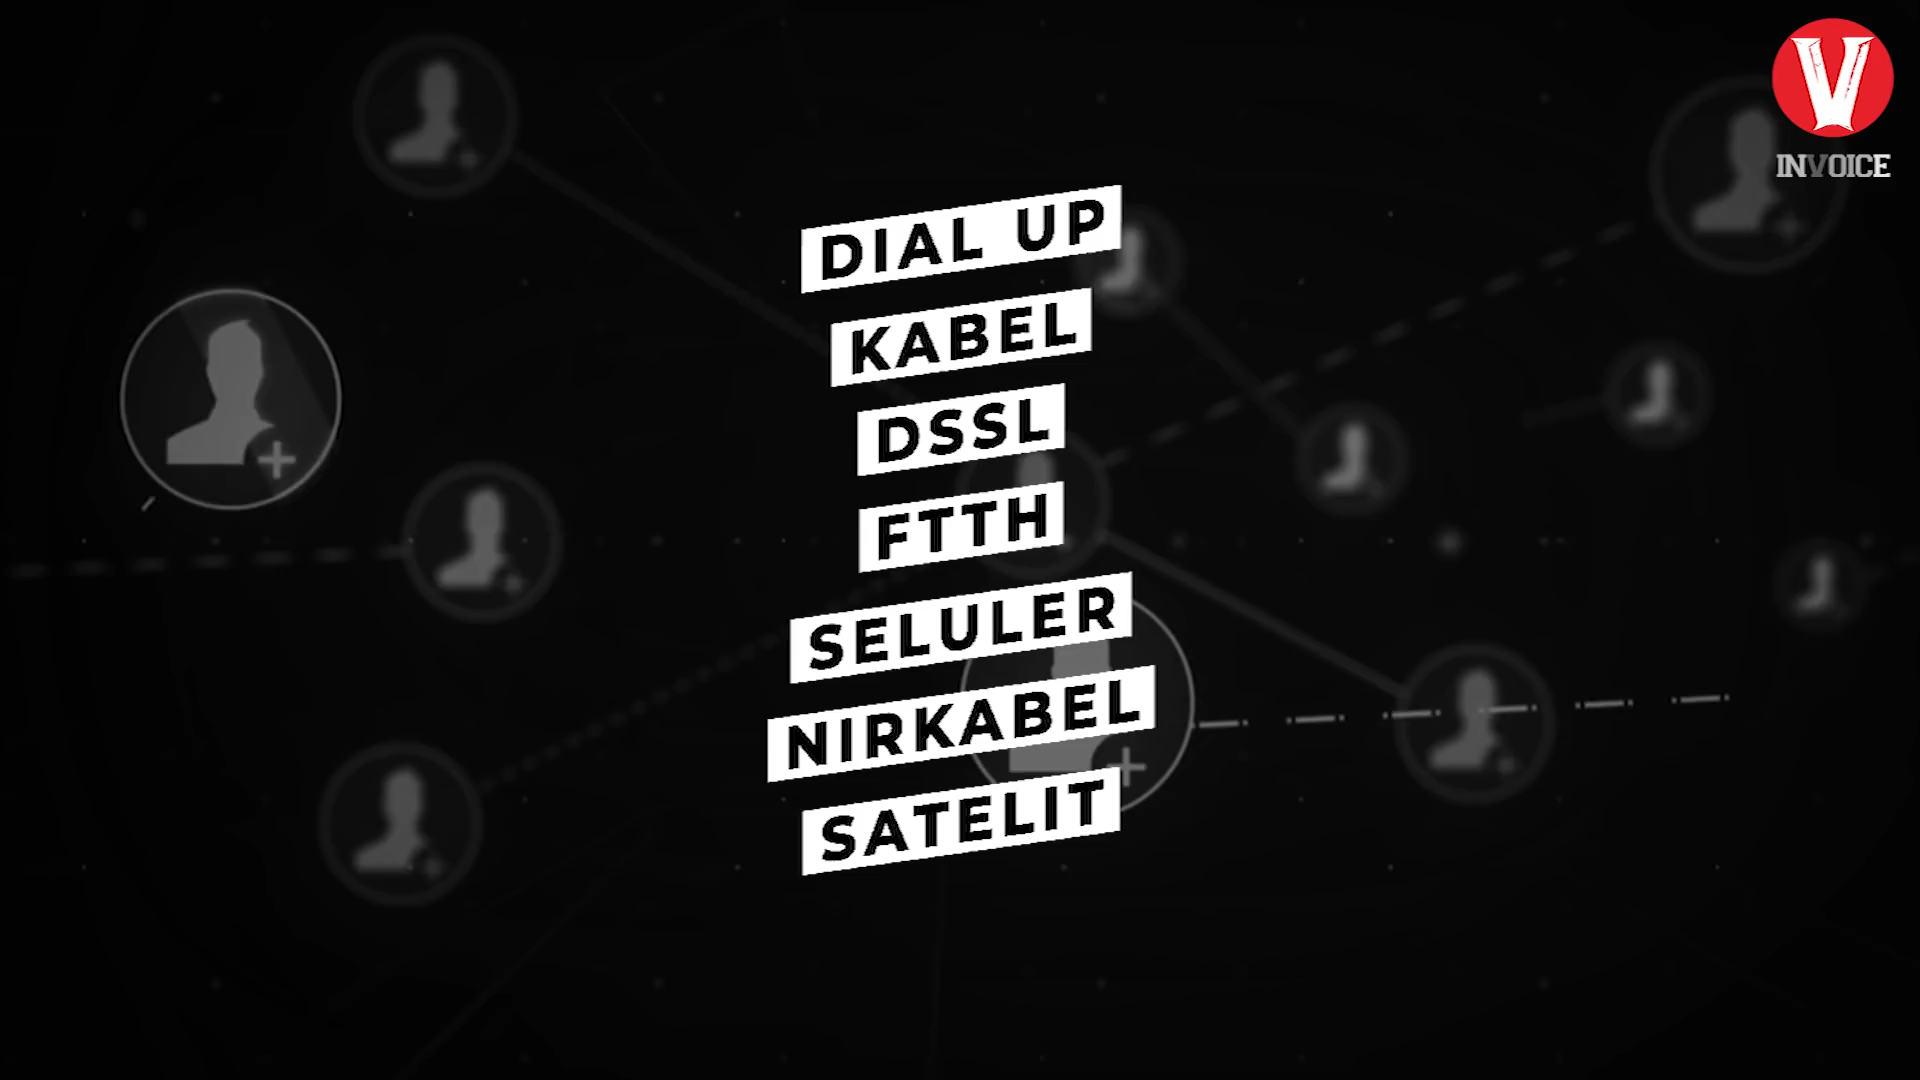 V
INVOICE
DIAL UP
KABEL
DSSL
FTTH
SELULER
NIRKABEL
SATELIT